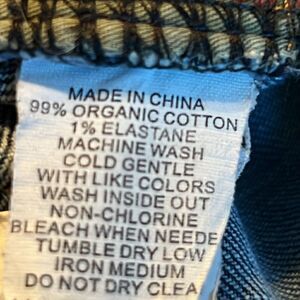 MADE IN CHINA
99% ORGANIC COTTON
1% ELASTANE
MACHINE WASH
COLD GENTLE
WITH LIKE COLORS
WASH INSIDE OUT
NON-CHLORINE
BLEACH WHEN NEEDE
TUMBLE DRY LOW
IRON MEDIUM
DO NOT DRY CLEA